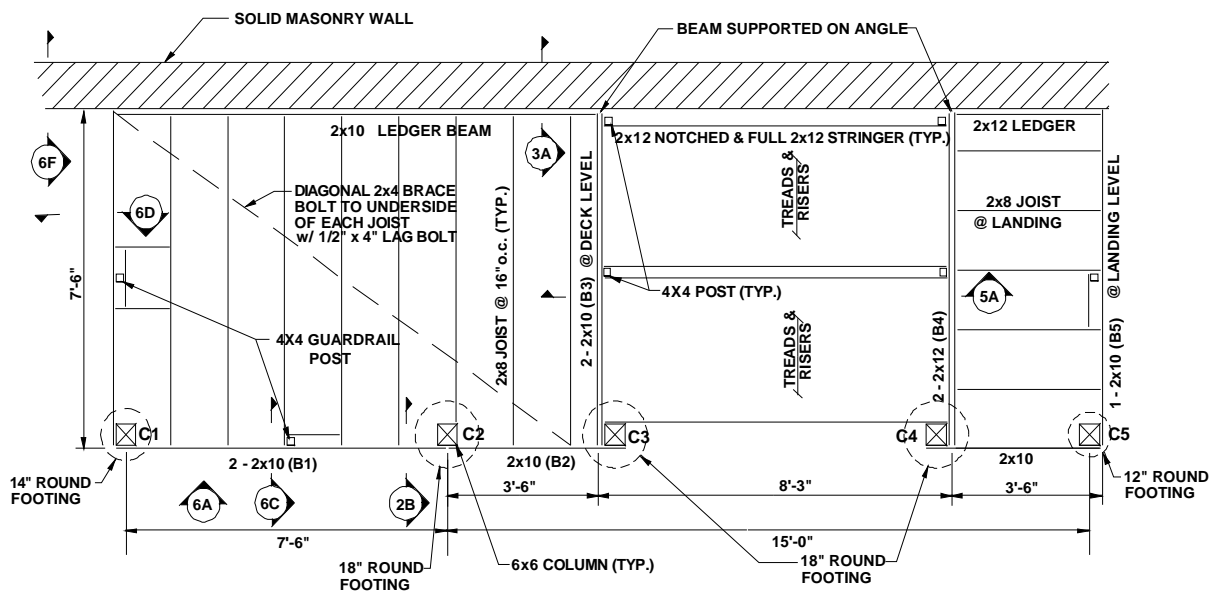 SOLID MASONRY WALL
BEAM SUPPORTED ON ANGLE
2x10 LEDGER BEAM
2x12 NOTCHED & FULL 2x12 STRINGER (TYP.)
2x12 LEDGER
6F
3A
DIAGONAL 2x4 BRACE
BOLT TO UNDERSIDE
OF EACH JOIST
w/ 1/2" x 4" LAG BOLT
6D
2x8 JOIST @ 16" o.c. (TYP.)
2 - 2x10 (B3) @ DECK LEVEL
TREADS &
RISERS
2x8 JOIST
@ LANDING
@ LANDING LEVEL
7'-6"
4X4 POST (TYP.)
5A
4X4 GUARDRAIL
POST
TREADS &
RISERS
2 - 2x12 (B4)
1 - 2x10 (B5)
C1
C2
C3
C4
C5
2 - 2x10 (B1)
2x10 (B2)
2x10
14" ROUND
FOOTING
12" ROUND
FOOTING
6A
6C
2B
3'-6"
8'-3"
3'-6"
7'-6"
15'-0"
18" ROUND
FOOTING
6x6 COLUMN (TYP.)
18" ROUND
FOOTING